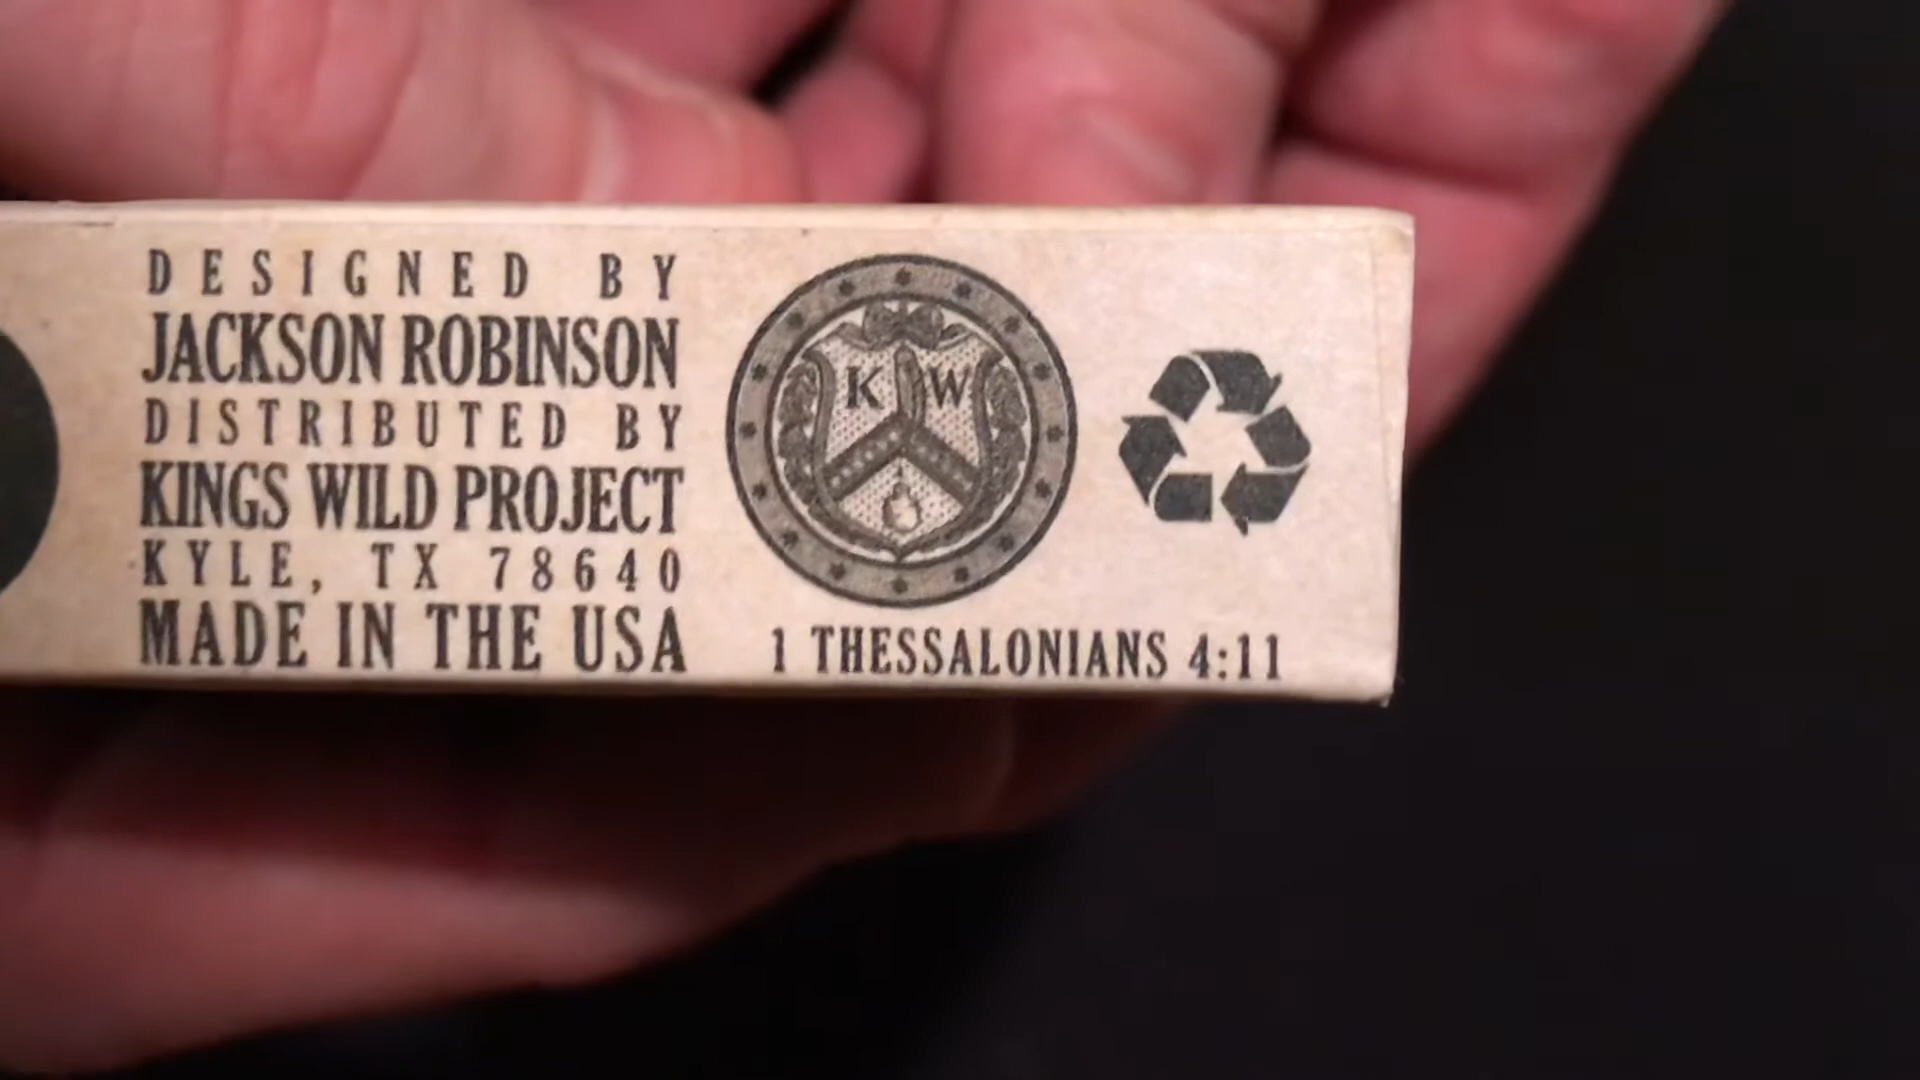 DESIGNED BY
JACKSON ROBINSON
DISTRIBUTED BY
KINGS WILD PROJECT
KYLE, TX 78640
MADE IN THE USA
K W
1 THESSALONIANS 4:11